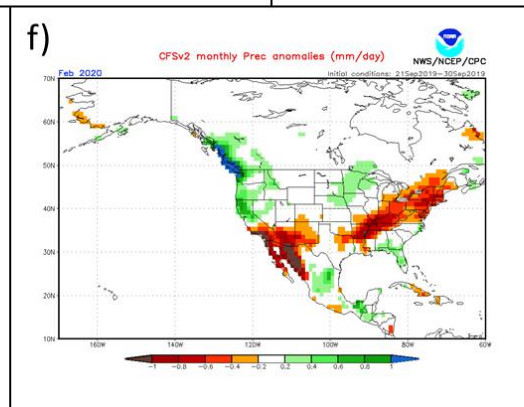 f)
NOAA
CFSv2 monthly Prec anomalies (mm/day)
NWS/NCEP/CPC
Feb 2020
Initial conditions: 21Sep2019-30Sep2019
70N
60N
50N
40N
30N
20N
10N
160W 140W 120W 100W 80W 60W
-1 -0.8 -0.6 -0.4 -0.2 0.2 0.4 0.6 0.8 1